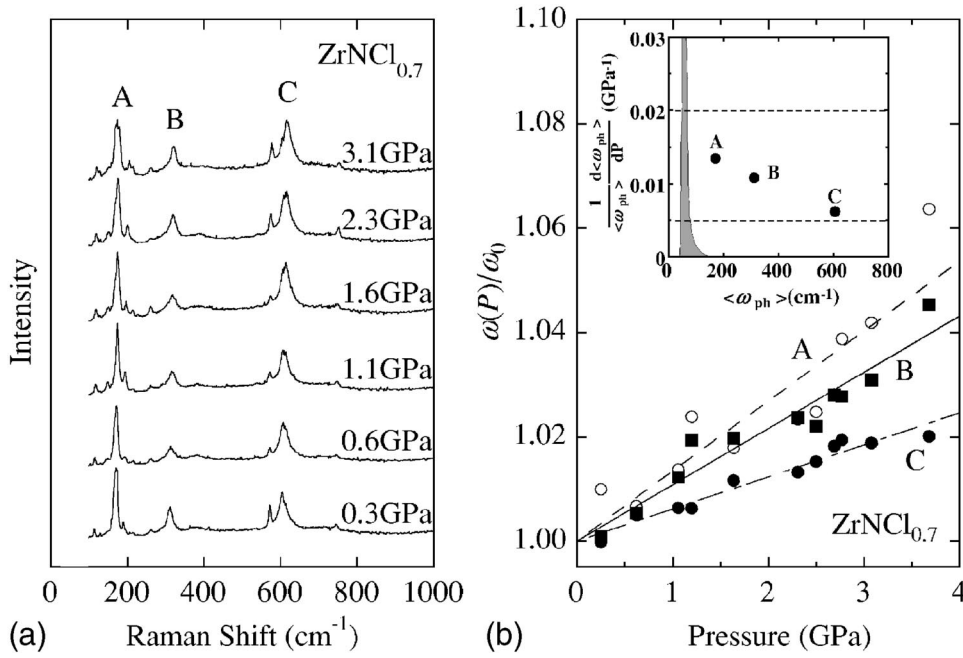 ZrNCl0.7
A
B
C
3.1GPa
2.3GPa
1.6GPa
1.1GPa
0.6GPa
0.3GPa
Intensity
0 200 400 600 800 1000
(a) Raman Shift (cm-1)
1.10
1.08
1.06
1.04
1.02
1.00
ω(P)/ω0
0.03
0.02
0.01
0
1/<ωph> d<ωph>/dP (GPa-1)
A
B
C
0 200 400 600 800
<ωph>(cm-1)
A
B
C
ZrNCl0.7
0 1 2 3 4
(b) Pressure (GPa)